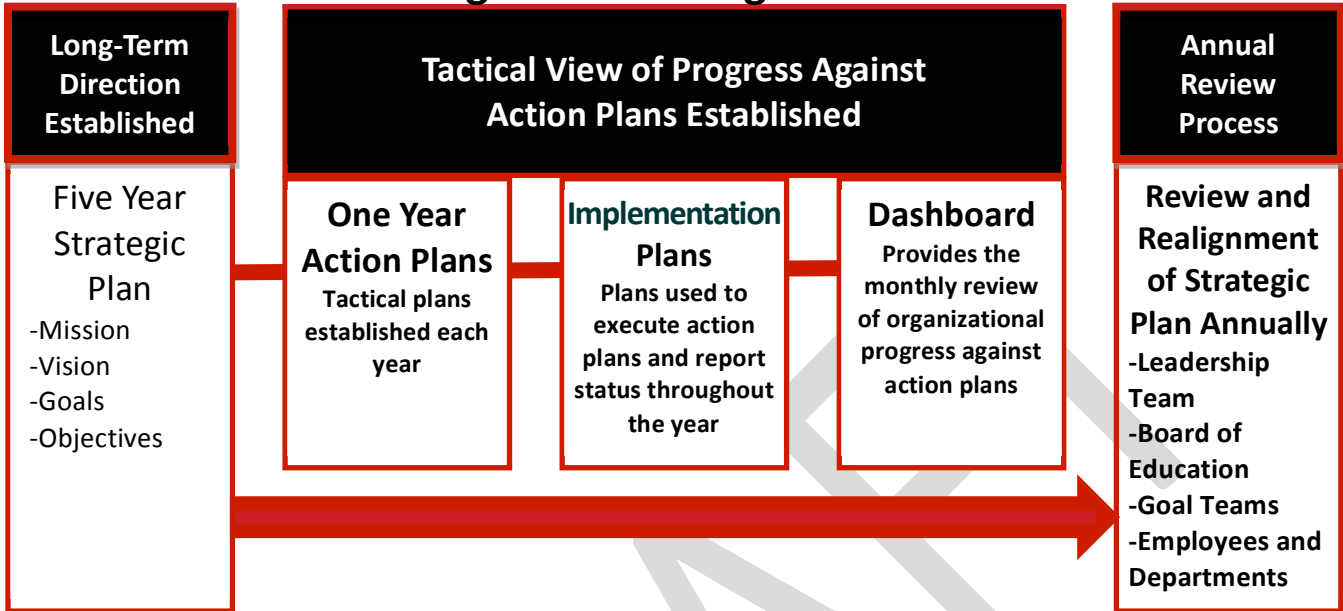 Long-Term
Direction
Established
Five Year
Strategic
Plan
-Mission
-Vision
-Goals
-Objectives
Tactical View of Progress Against
Action Plans Established
One Year
Action Plans
Tactical plans
established each
year
Implementation
Plans
Plans used to
execute action
plans and report
status throughout
the year
Dashboard
Provides the
monthly review
of organizational
progress against
action plans
Annual
Review
Process
Review and
Realignment
of Strategic
Plan Annually
-Leadership
Team
-Board of
Education
-Goal Teams
-Employees and
Departments